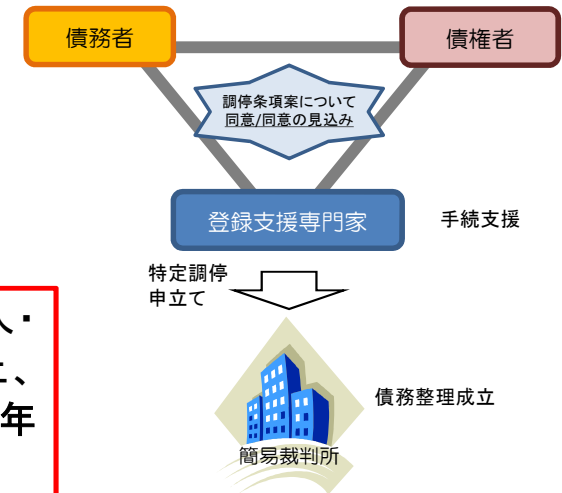 債務者
債権者
調停条項案について
同意/同意の見込み
登録支援専門家
手続支援
特定調停
申立て
人・
年
債務整理成立
簡易裁判所